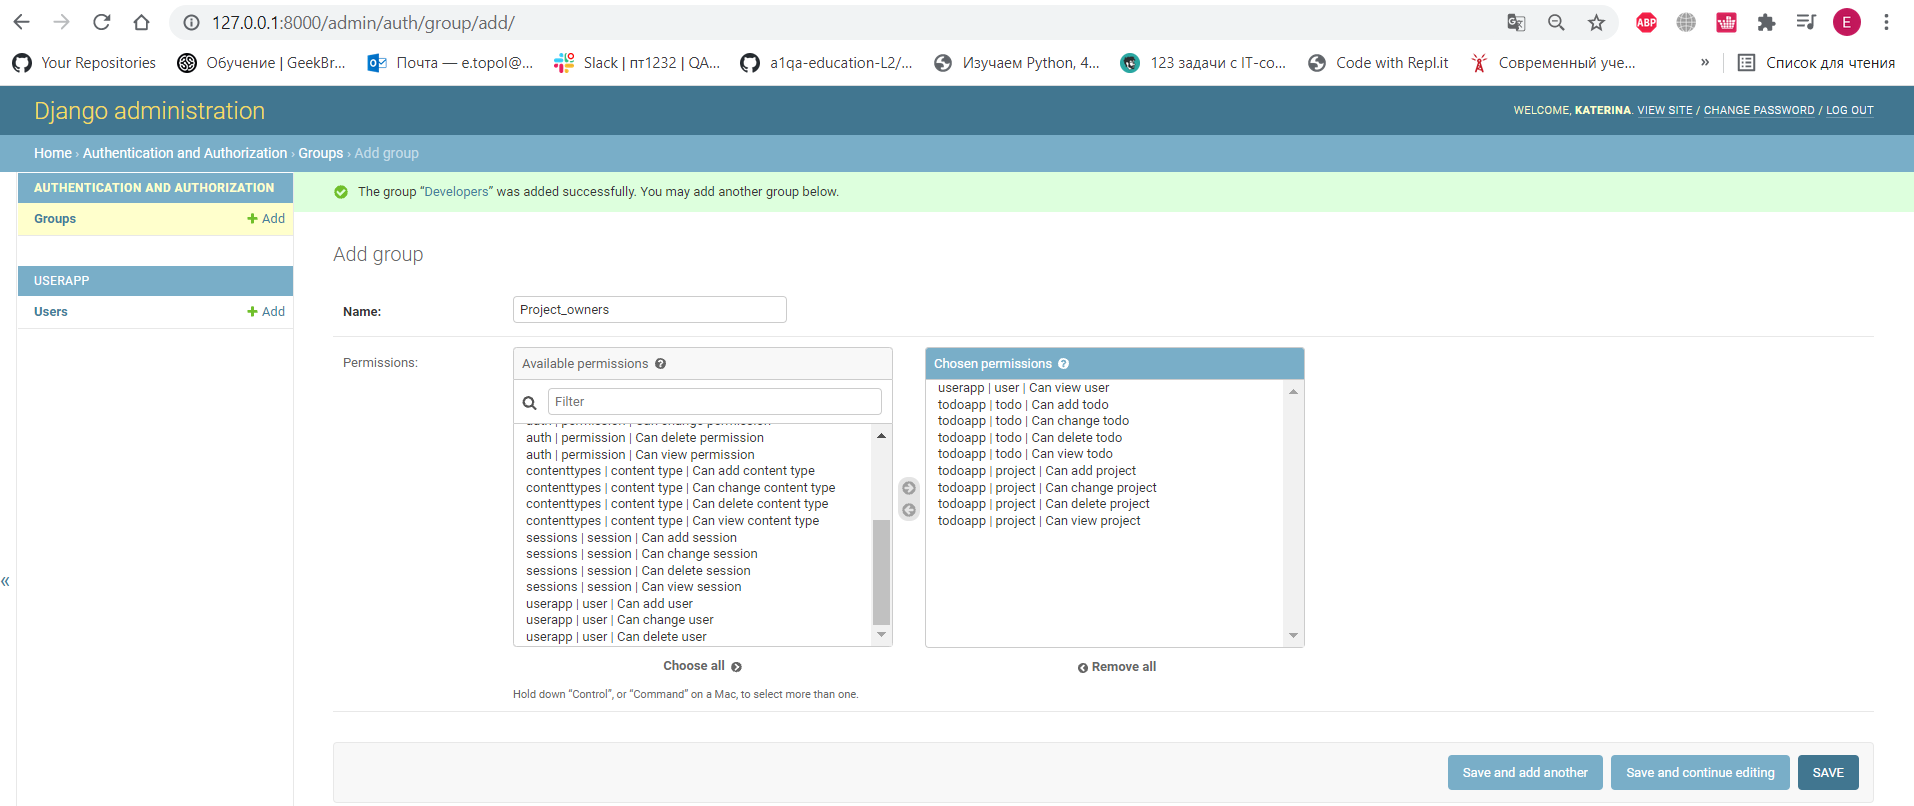 127.0.0.1:8000/admin/auth/group/add/
ABP
E
Your Repositories
Обучение | GeekBr...
Почта — e.topol@...
Slack | пт1232 | QA...
a1qa-education-L2/...
Изучаем Python, 4...
123 задачи с IT-со...
Code with Repl.it
Современный уче...
»
Список для чтения
Django administration
WELCOME, KATERINA. VIEW SITE / CHANGE PASSWORD / LOG OUT
Home › Authentication and Authorization › Groups › Add group
AUTHENTICATION AND AUTHORIZATION
Groups
+ Add
USERAPP
Users
+ Add
«
The group “Developers” was added successfully. You may add another group below.
Add group
Name:
Project_owners
Permissions:
Available permissions ?
Filter
auth | permission | Can change permission
auth | permission | Can delete permission
auth | permission | Can view permission
contenttypes | content type | Can add content type
contenttypes | content type | Can change content type
contenttypes | content type | Can delete content type
contenttypes | content type | Can view content type
sessions | session | Can add session
sessions | session | Can change session
sessions | session | Can delete session
sessions | session | Can view session
userapp | user | Can add user
userapp | user | Can change user
userapp | user | Can delete user
Choose all
Hold down “Control”, or “Command” on a Mac, to select more than one.
Chosen permissions ?
userapp | user | Can view user
todoapp | todo | Can add todo
todoapp | todo | Can change todo
todoapp | todo | Can delete todo
todoapp | todo | Can view todo
todoapp | project | Can add project
todoapp | project | Can change project
todoapp | project | Can delete project
todoapp | project | Can view project
Remove all
Save and add another
Save and continue editing
SAVE